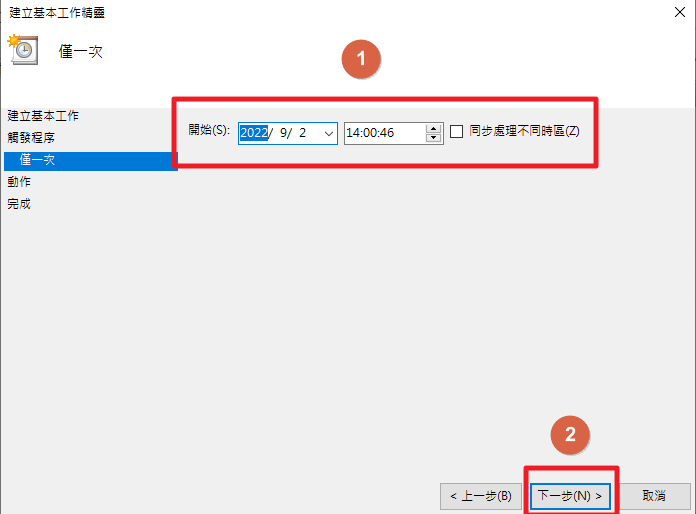 建立基本工作精靈
僅一次
1
建立基本工作
觸發程序
僅一次
動作
完成
開始(S): 2022/ 9/ 2 14:00:46 同步處理不同時區(Z)
2
< 上一步(B) 下一步(N) > 取消